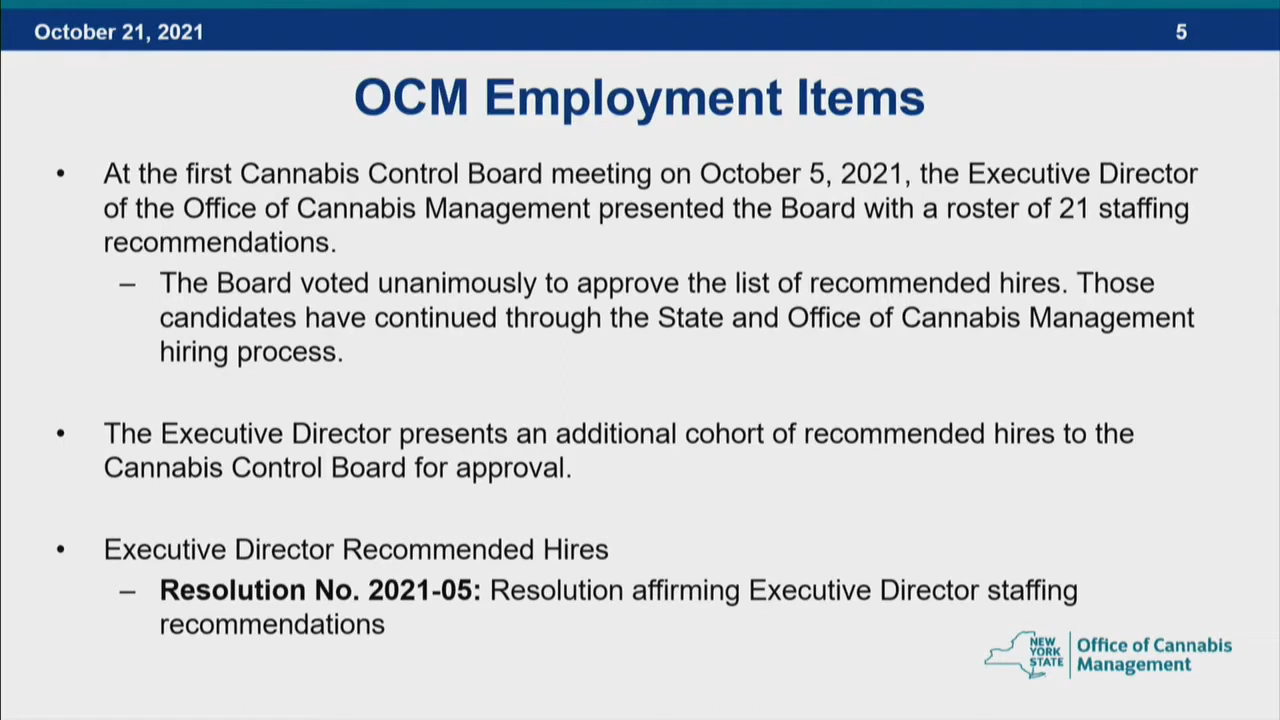 October 21, 2021
5
OCM Employment Items
• At the first Cannabis Control Board meeting on October 5, 2021, the Executive Director
of the Office of Cannabis Management presented the Board with a roster of 21 staffing
recommendations.
– The Board voted unanimously to approve the list of recommended hires. Those
candidates have continued through the State and Office of Cannabis Management
hiring process.
• The Executive Director presents an additional cohort of recommended hires to the
Cannabis Control Board for approval.
• Executive Director Recommended Hires
– Resolution No. 2021-05: Resolution affirming Executive Director staffing
recommendations
NEW
YORK
STATE
Office of Cannabis
Management